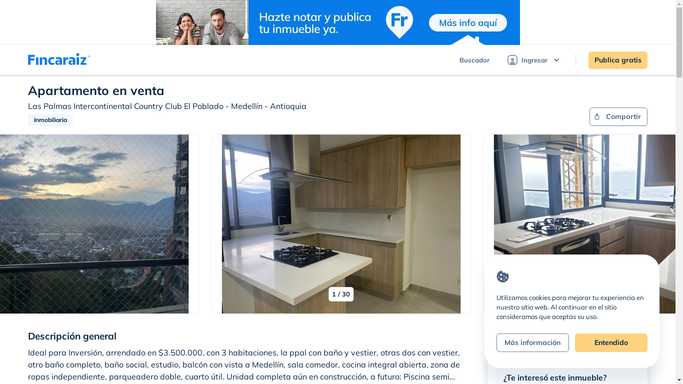 Hazte notar y publica
tu inmueble ya.
Fr
Más info aquí
Fincaraiz
Buscador
Ingresar
Publica gratis
Apartamento en venta
Las Palmas Intercontinental Country Club El Poblado - Medellín - Antioquia
Inmobiliaria
Compartir
1 / 30
Utilizamos cookies para mejorar tu experiencia en
nuestro sitio web. Al continuar en el sitio
consideramos que aceptas su uso.
Más información
Entendido
Descripción general
Ideal para Inversión, arrendado en $3.500.000, con 3 habitaciones, la ppal con baño y vestier, otras dos con vestier,
otro baño completo, baño social, estudio, balcón con vista a Medellín, sala comedor, cocina integral abierta, zona de
ropas independiente, parqueadero doble, cuarto útil. Unidad completa aún en construcción, a futuro: Piscina semi...
¿Te interesó este inmueble?